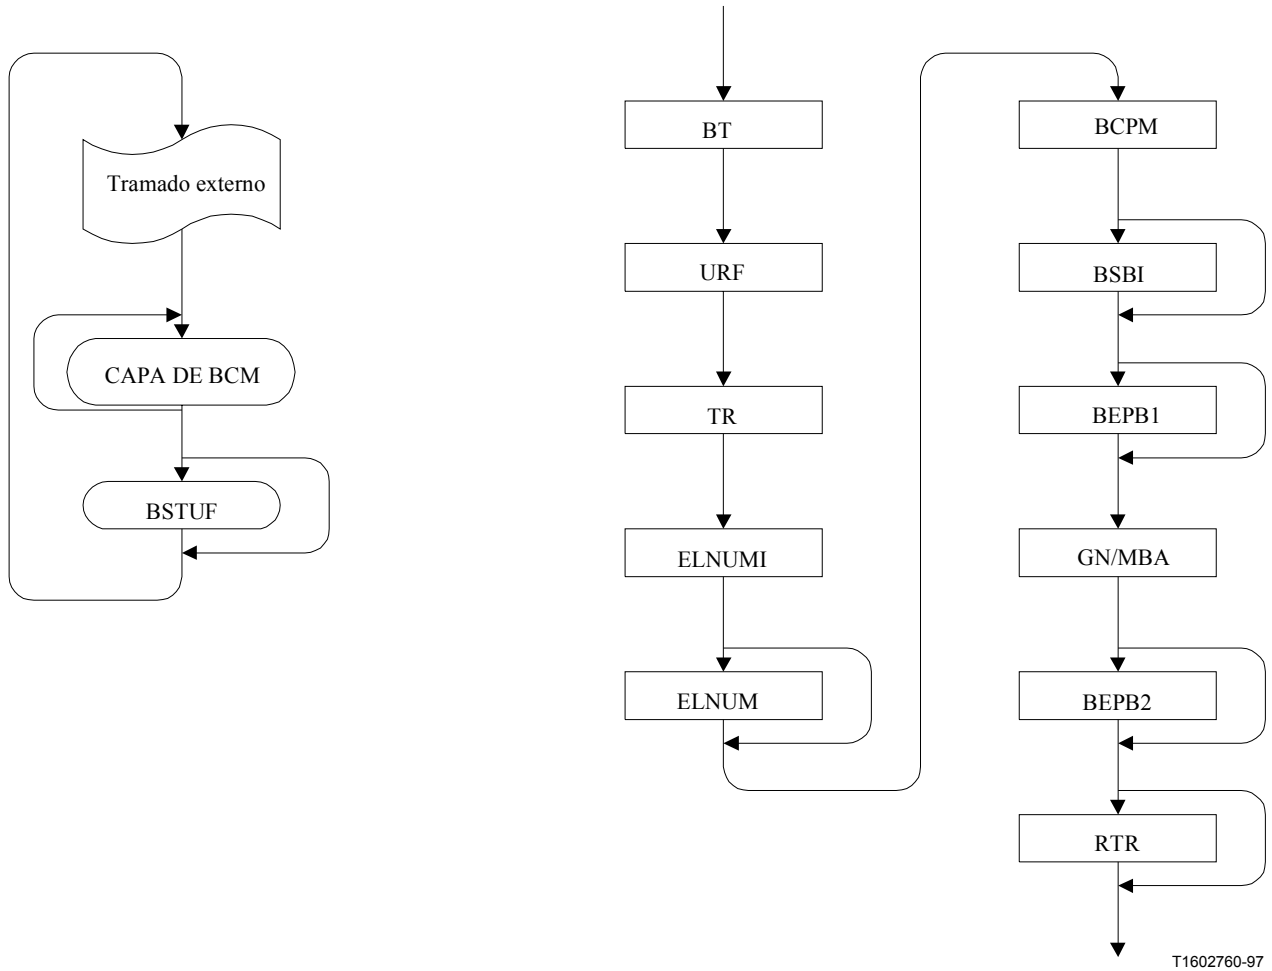 Tramado externo
CAPA DE BCM
BSTUF
BT
URF
TR
ELNUMI
ELNUM
BCPM
BSBI
BEPB1
GN/MBA
BEPB2
RTR
T1602760-97